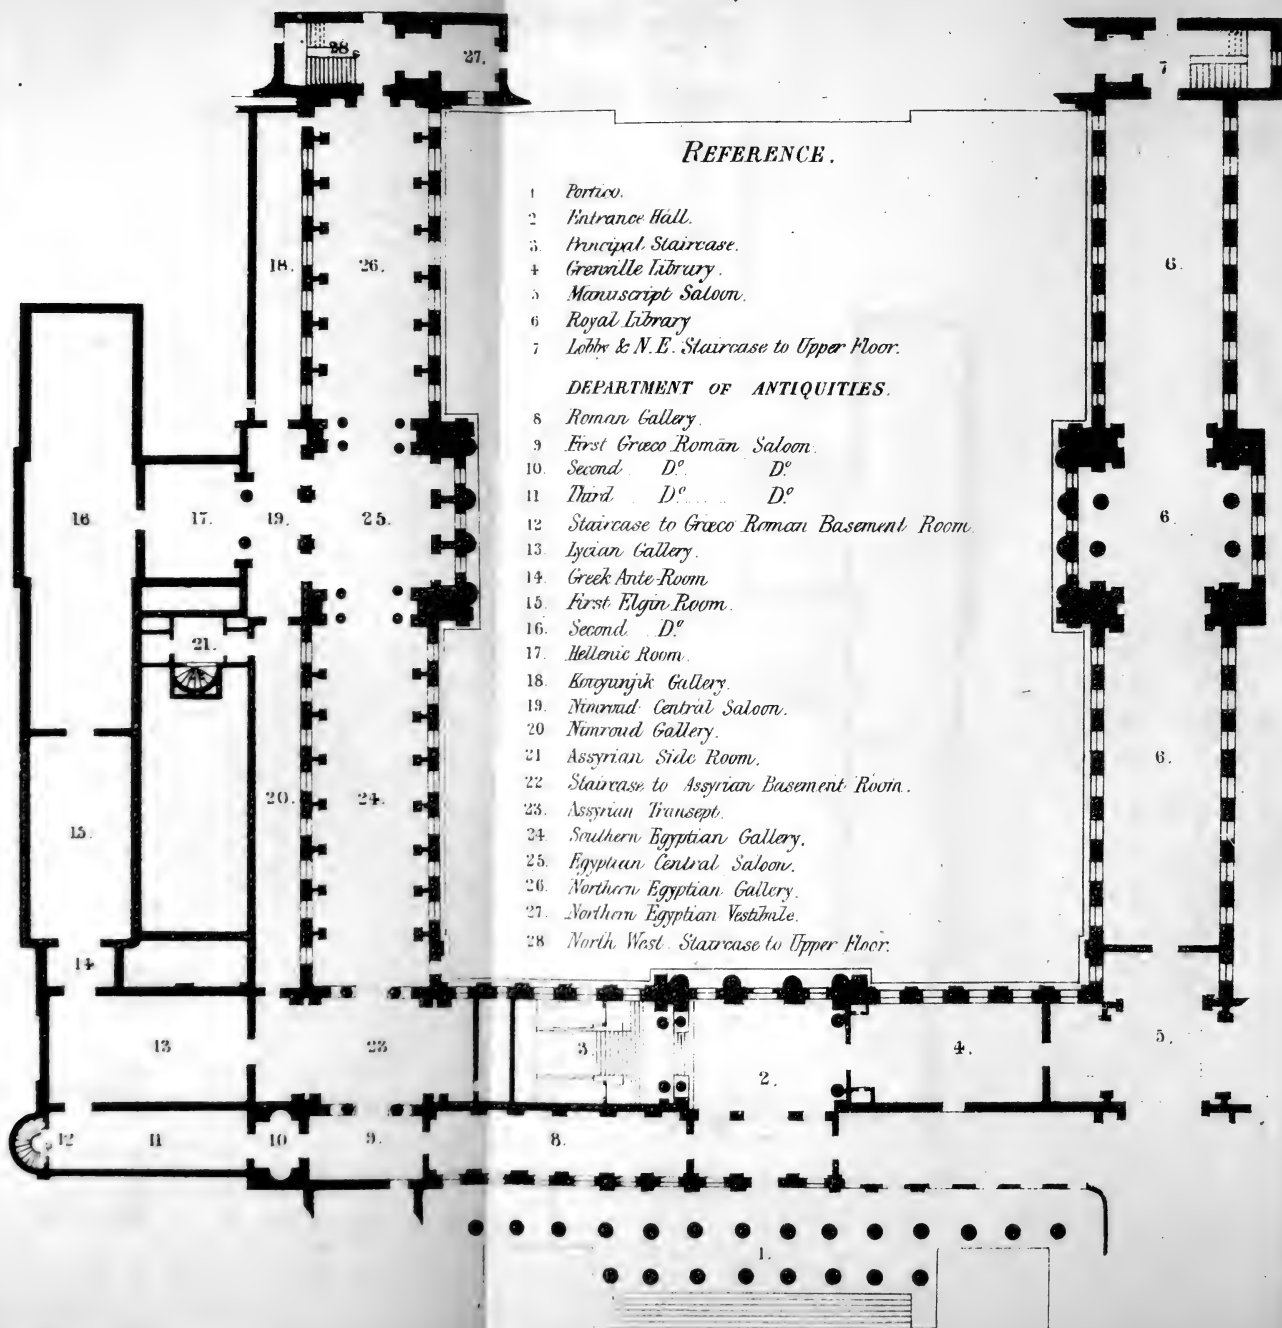 28
27.
7
REFERENCE.
1 Portico.
2 Entrance Hall.
3. Principal Staircase.
4 Grenville Library.
5 Manuscript Saloon.
6 Royal Library
7 Lobby & N.E. Staircase to Upper Floor.
DEPARTMENT OF ANTIQUITIES.
8 Roman Gallery.
9 First Græco Roman Saloon.
10. Second Dº Dº
11 Third Dº Dº
12 Staircase to Græco Roman Basement Room.
13 Lycian Gallery.
14 Greek Ante-Room
15 First Elgin Room.
16. Second Dº
17. Hellenic Room.
18 Kouyunjik Gallery.
19. Nimroud Central Saloon.
20 Nimroud Gallery.
21 Assyrian Side Room.
22 Staircase to Assyrian Basement Room.
23. Assyrian Transept.
24 Southern Egyptian Gallery.
25. Egyptian Central Saloon.
26. Northern Egyptian Gallery.
27. Northern Egyptian Vestibule.
28 North West Staircase to Upper Floor.
18. 26. 6.
16 17. 19. 25. 6.
21.
20. 24. 6.
15.
14
13 23 3 2. 4. 5.
12 11 10 9. 8.
1.